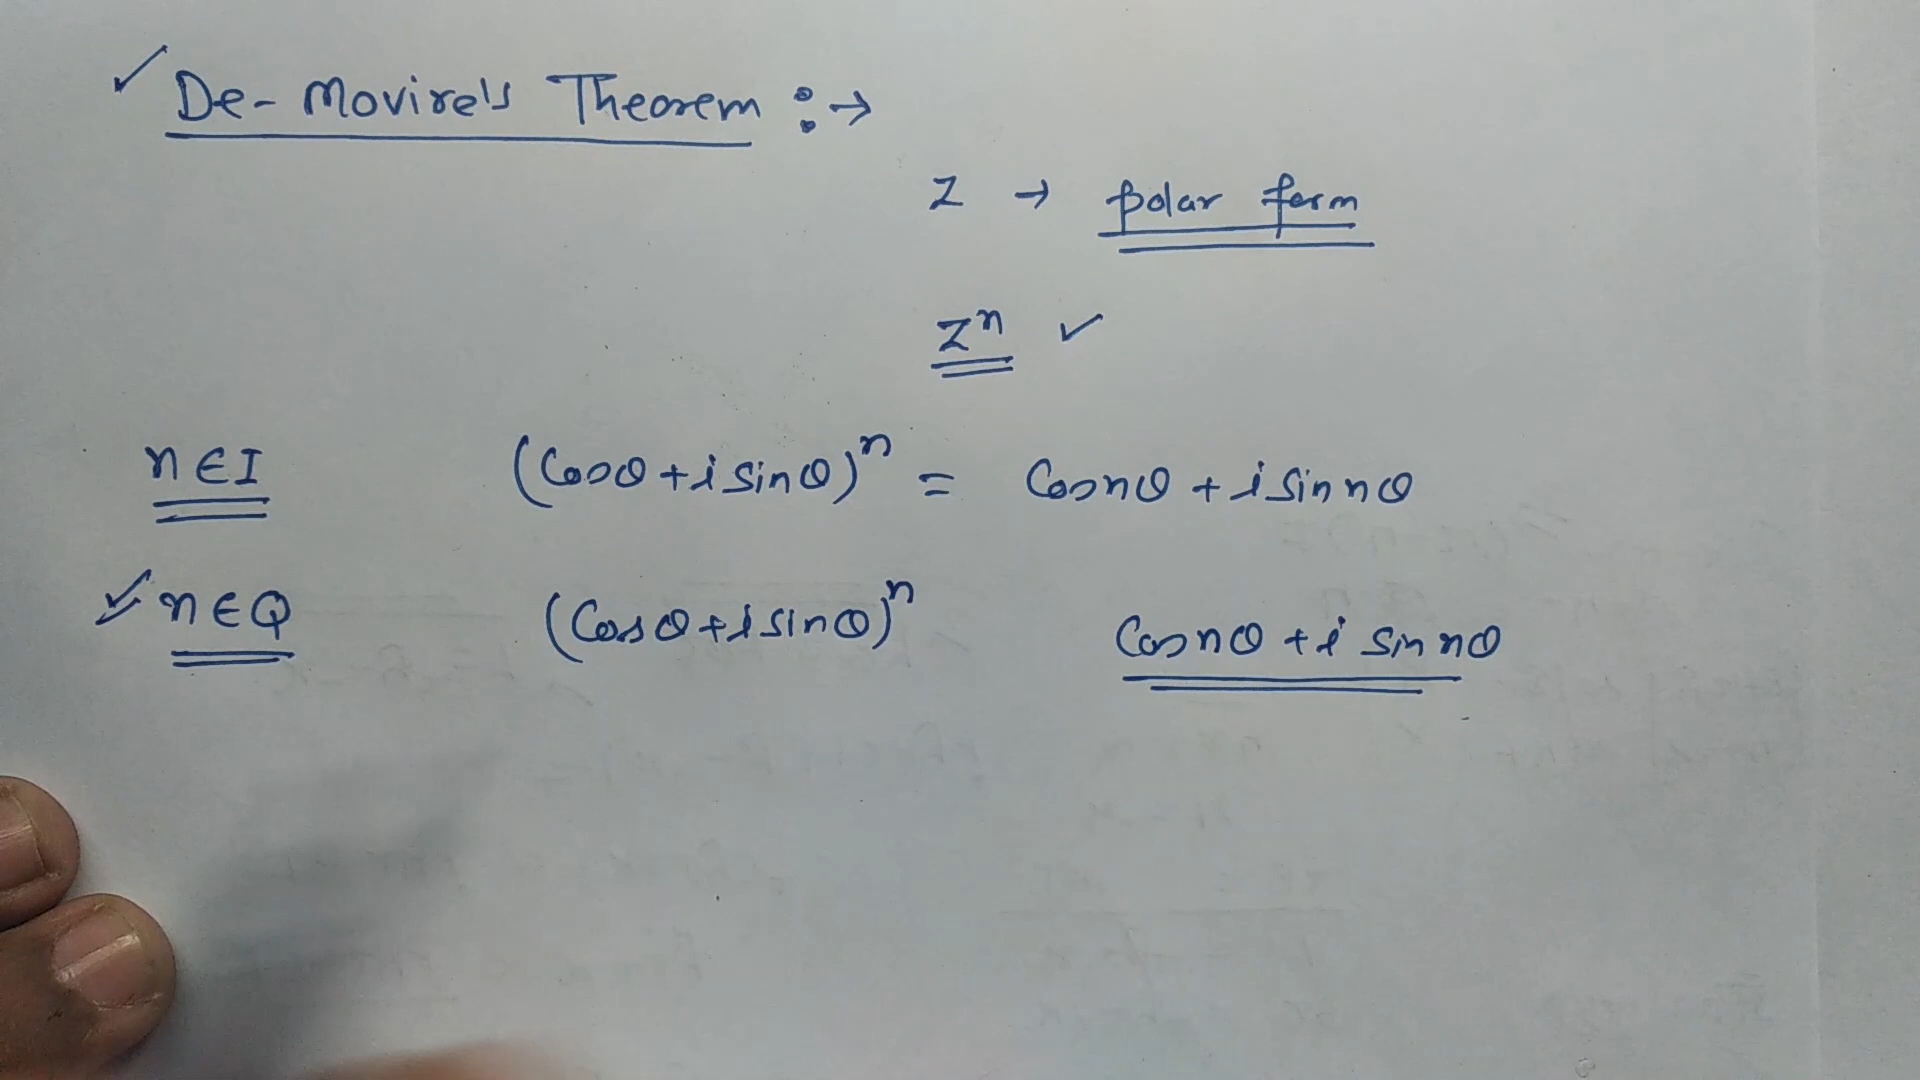 ✓ De-Movire's Theorem :→
z → polar form
zⁿ ✓
n∈I (Cosθ+i sinθ)ⁿ = Cosnθ + i sin nθ
✓ n∈Q (Cosθ+i sinθ)ⁿ Cosnθ + i sin nθ